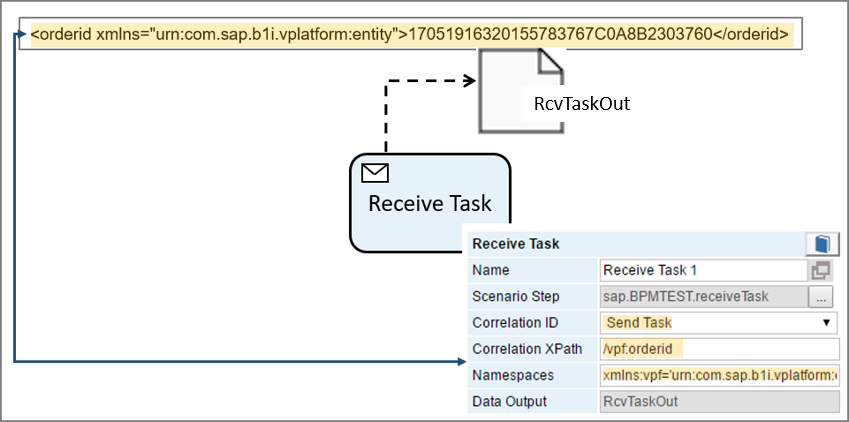 <orderid xmlns="urn:com.sap.b1i.vplatform:entity">17051916320155783767C0A8B2303760</orderid>
RcvTaskOut
Receive Task
Receive Task
Name Receive Task 1
Scenario Step sap.BPMTEST.receiveTask ...
Correlation ID Send Task
Correlation XPath /vpf:orderid
Namespaces xmlns:vpf='urn:com.sap.b1i.vplatform:e
Data Output RcvTaskOut